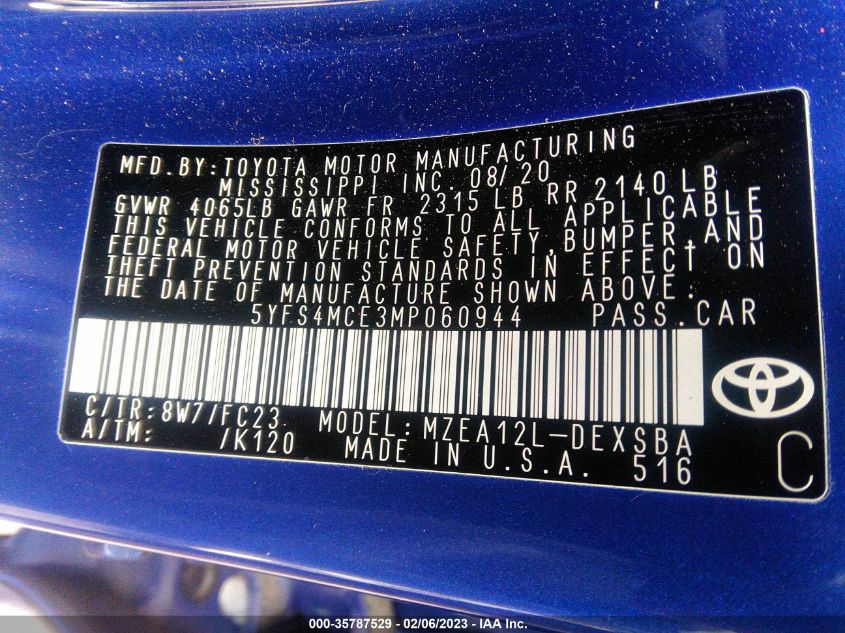 MFD. BY: TOYOTA MOTOR MANUFACTURING
MISSISSIPPI INC. 08/20
GVWR 4065LB GAWR FR 2315 LB RR 2140 LB
THIS VEHICLE CONFORMS TO ALL APPLICABLE
FEDERAL MOTOR VEHICLE SAFETY, BUMPER, AND
THEFT PREVENTION STANDARDS IN EFFECT ON
THE DATE OF MANUFACTURE SHOWN ABOVE.
5YFS4MCE3MP060944 PASS. CAR
C/TR: 8W7/FC23 MODEL: MZEA12L-DEXSBA
A/TM: /K120 MADE IN U.S.A. 516 C
000-35787529 - 02/06/2023 - IAA Inc.